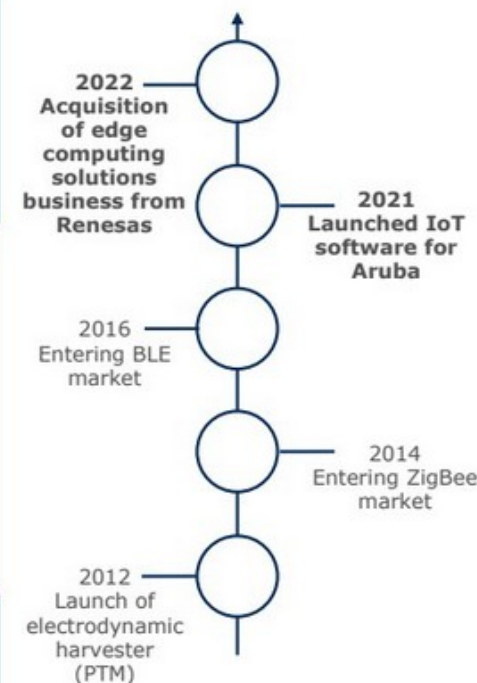 2022
Acquisition
of edge
computing
solutions
business from
Renesas
2021
Launched IoT
software for
Aruba
2016
Entering BLE
market
2014
Entering ZigBee
market
2012
Launch of
electrodynamic
harvester
(PTM)